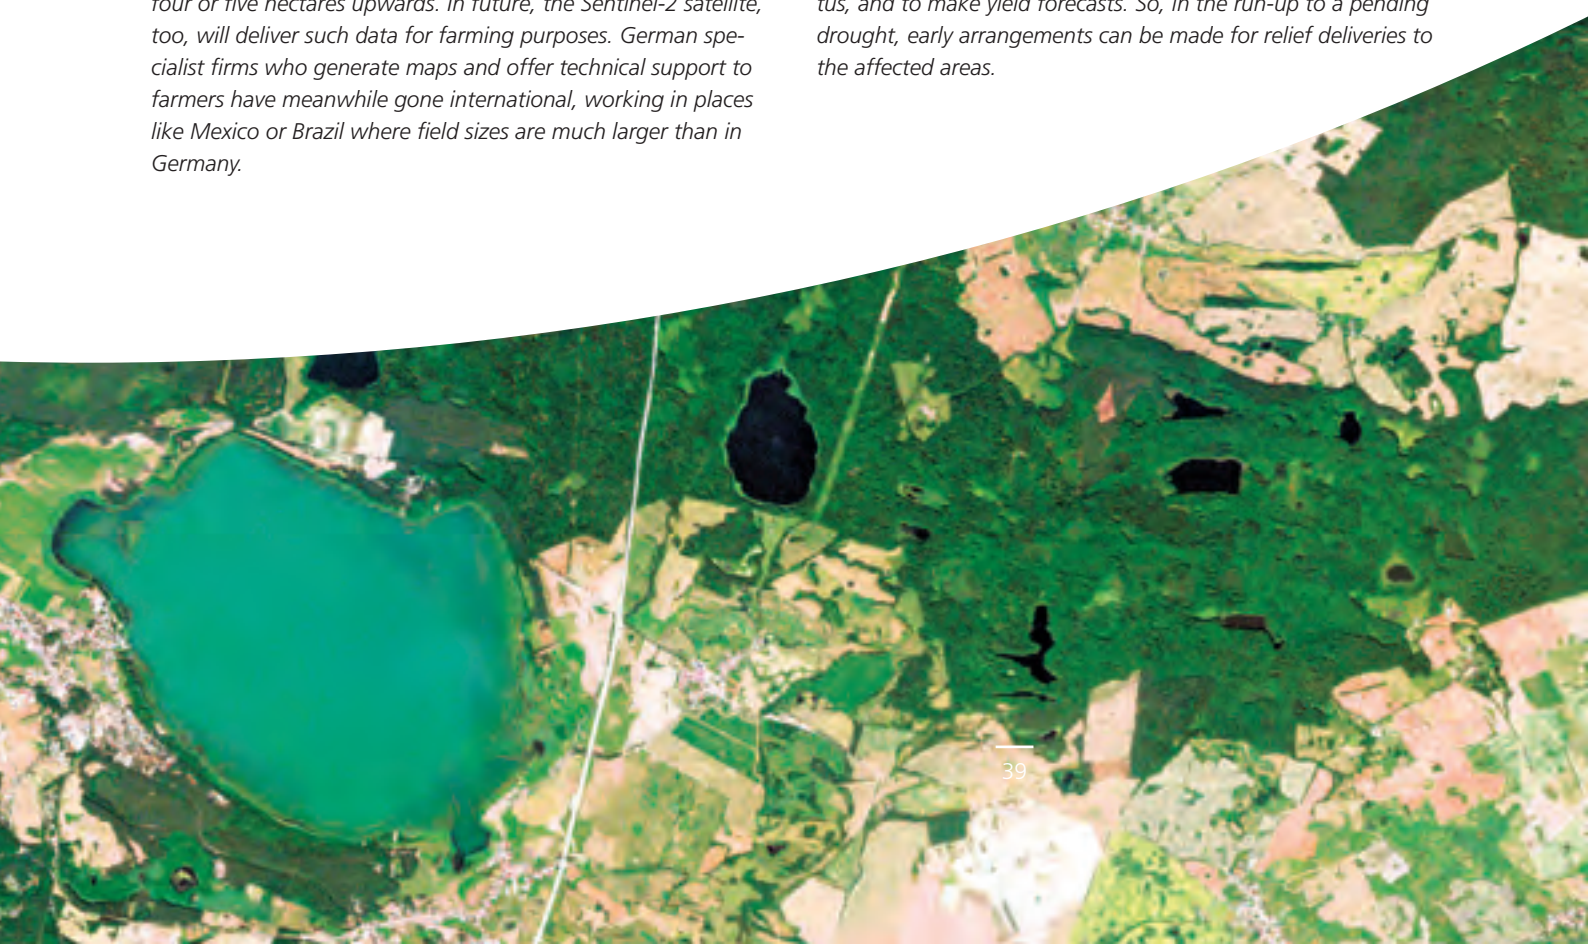 four or five hectares upwards. In future, the Sentinel-2 satellite,
too, will deliver such data for farming purposes. German spe-
cialist firms who generate maps and offer technical support to
farmers have meanwhile gone international, working in places
like Mexico or Brazil where field sizes are much larger than in
Germany.
tus, and to make yield forecasts. So, in the run-up to a pending
drought, early arrangements can be made for relief deliveries to
the affected areas.
39